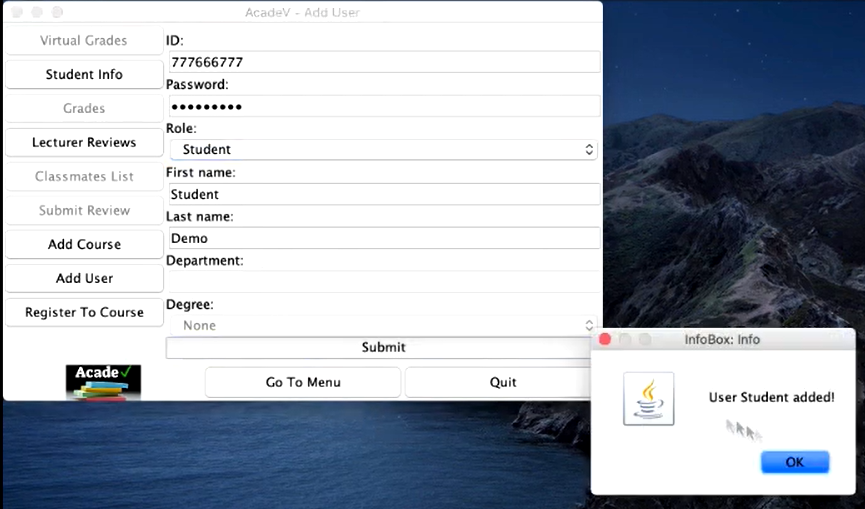 AcadeV - Add User
Virtual Grades
Student Info
Grades
Lecturer Reviews
Classmates List
Submit Review
Add Course
Add User
Register To Course
Acade✓
ID:
777666777
Password:
•••••••••
Role:
Student
First name:
Student
Last name:
Demo
Department:
Degree:
None
Submit
Go To Menu
Quit
InfoBox: Info
User Student added!
OK